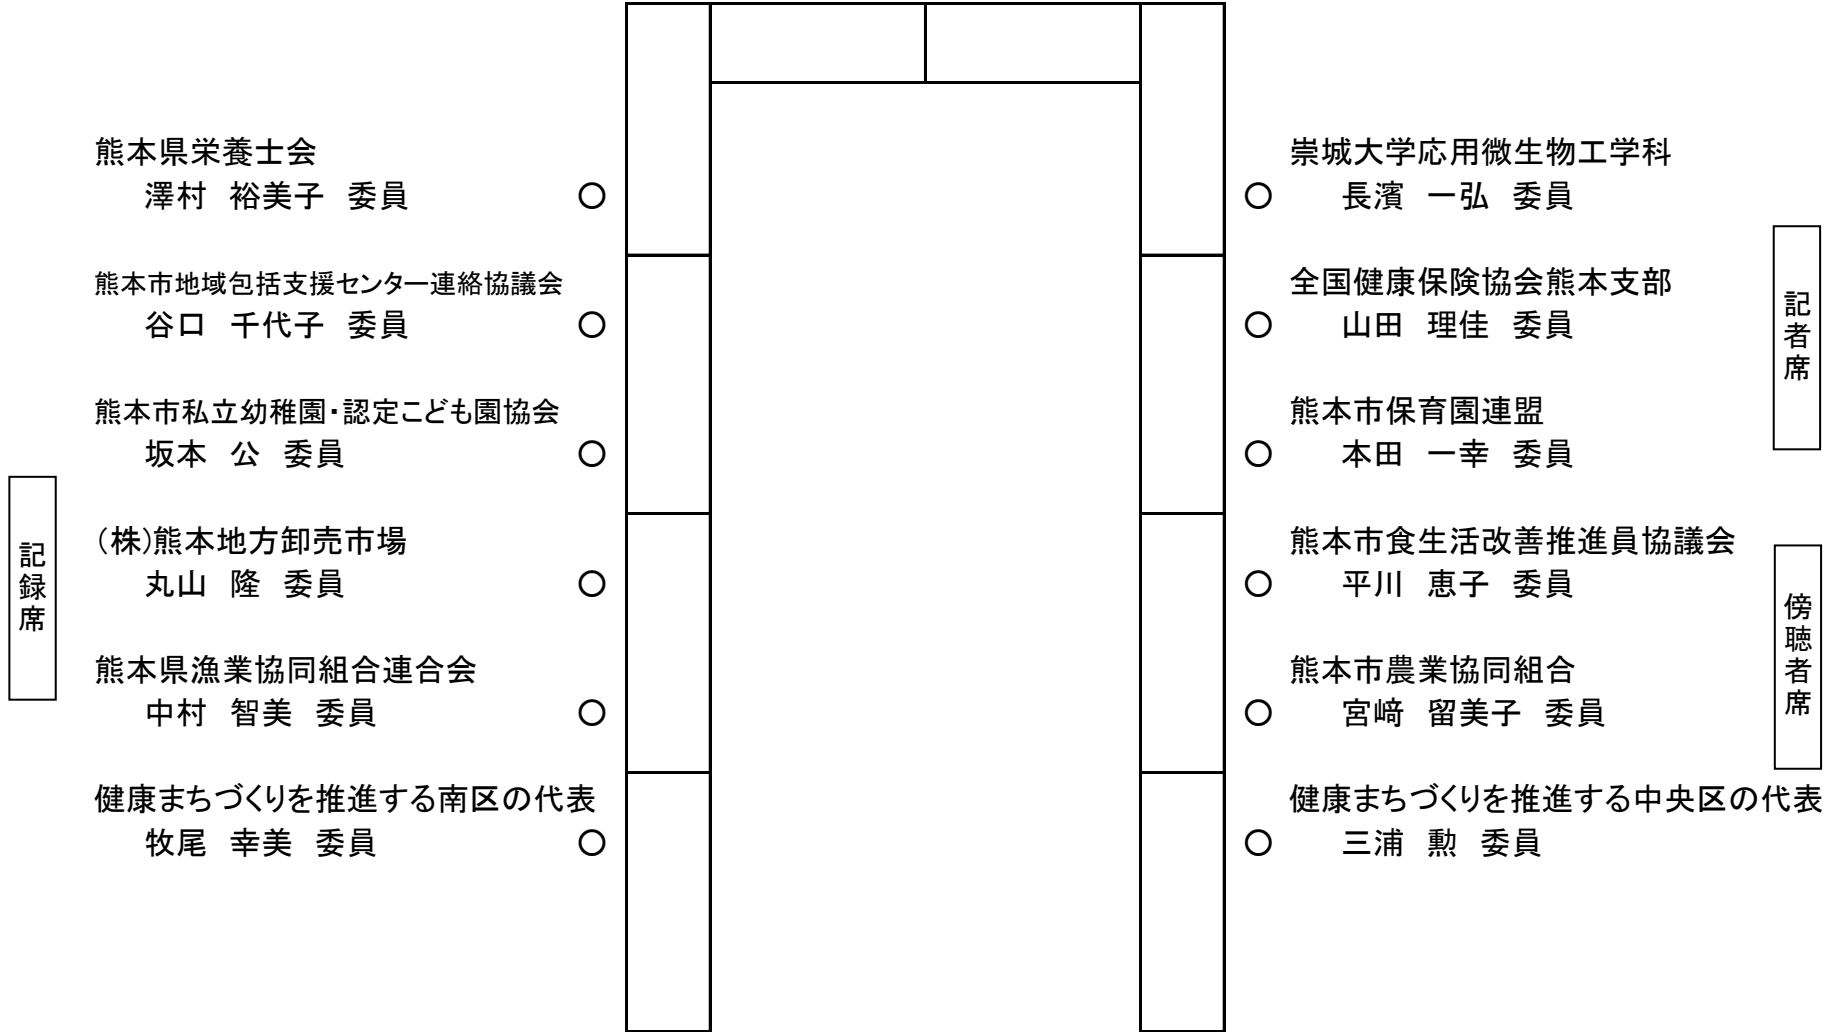 熊本県栄養士会
澤村 裕美子 委員 ○
熊本市地域包括支援センター連絡協議会
谷口 千代子 委員 ○
熊本市私立幼稚園・認定こども園協会
坂本 公 委員 ○
(株)熊本地方卸売市場
丸山 隆 委員 ○
熊本県漁業協同組合連合会
中村 智美 委員 ○
健康まちづくりを推進する南区の代表
牧尾 幸美 委員 ○
記録席
崇城大学応用微生物工学科
○ 長濱 一弘 委員
全国健康保険協会熊本支部
○ 山田 理佳 委員
熊本市保育園連盟
○ 本田 一幸 委員
熊本市食生活改善推進員協議会
○ 平川 恵子 委員
熊本市農業協同組合
○ 宮﨑 留美子 委員
健康まちづくりを推進する中央区の代表
○ 三浦 勲 委員
記者席
傍聴者席